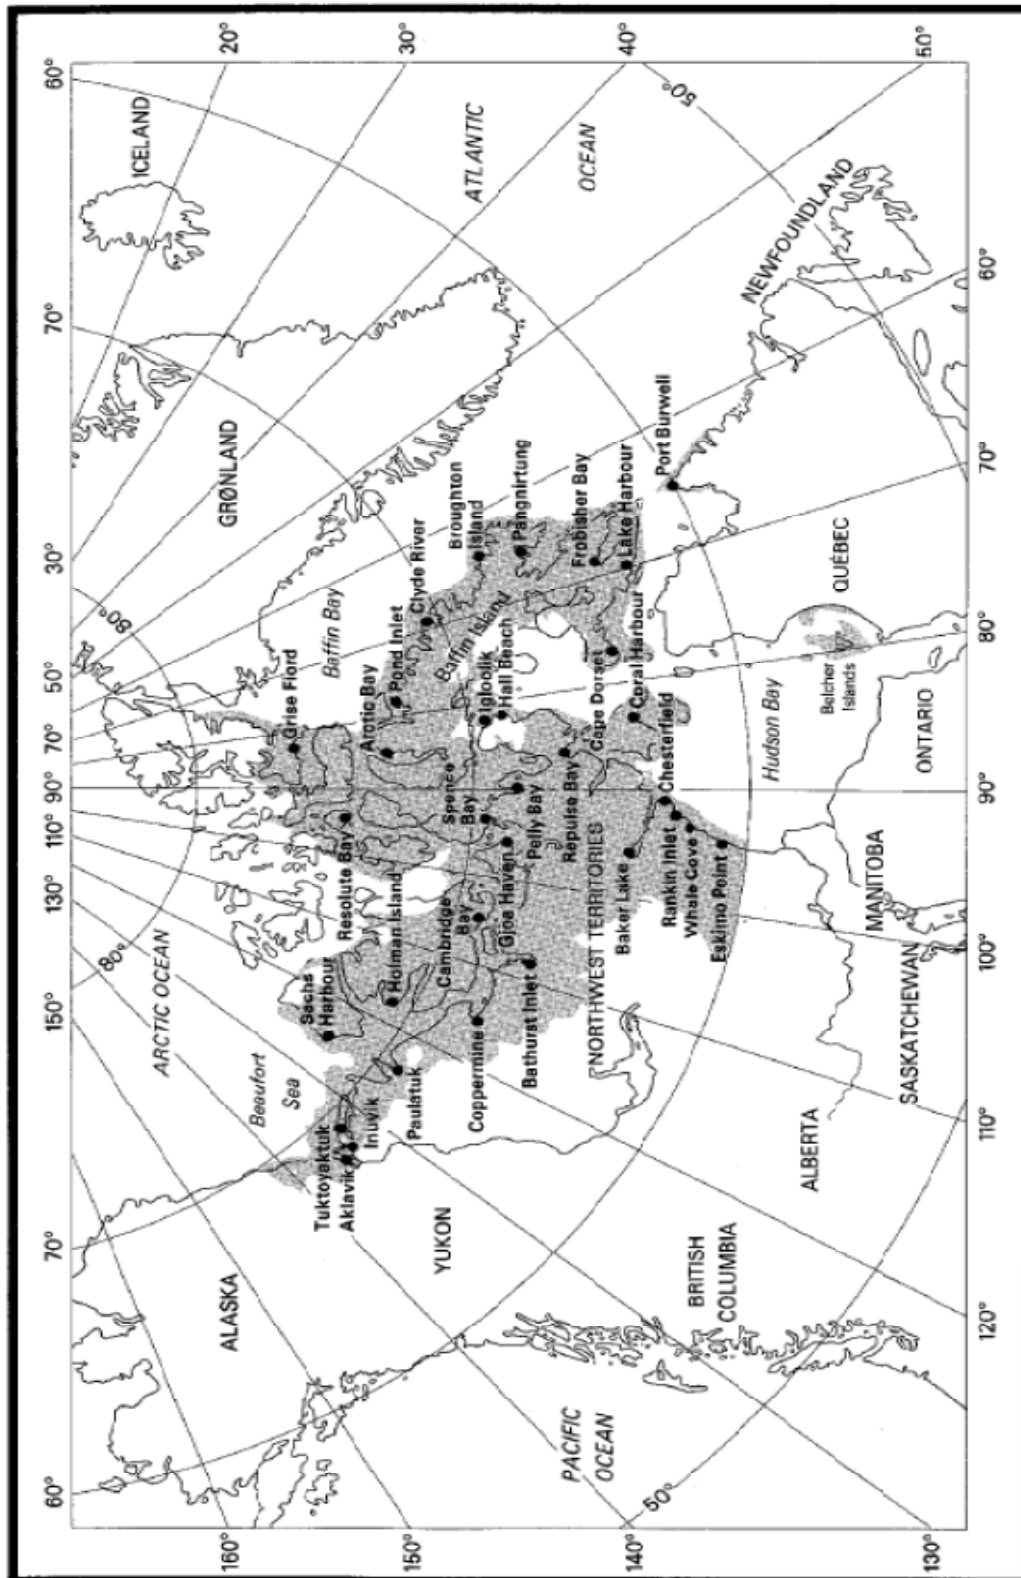 60°
20°
30°
40°
50°
50°
ICELAND
ATLANTIC
OCEAN
NEWFOUNDLAND
60°
70°
GRØNLAND
Port Burwell
70°
30°
80°
Baffin Bay
Clyde River
Broughton
Island
Pangnirtung
Frobisher Bay
Lake Harbour
QUÉBEC
80°
50°
Grise Fiord
Arctic Bay
Pond Inlet
Baffin Island
Igloolik
Hall Beach
Cape Dorset
Coral Harbour
Belcher
Islands
70°
Hudson Bay
ONTARIO
90°
Resolute Bay
Spence
Bay
Pelly Bay
Repulse Bay
Chesterfield
90°
110°
Holman Island
Cambridge
Bay
Gjoa Haven
NORTHWEST TERRITORIES
Baker Lake
Rankin Inlet
Whale Cove
Eskimo Point
MANITOBA
130°
80°
ARCTIC OCEAN
Sachs
Harbour
Coppermine
Bathurst Inlet
SASKATCHEWAN
100°
150°
Beaufort
Sea
Paulatuk
110°
Tuktoyaktuk
Inuvik
Aklavik
ALBERTA
70°
YUKON
BRITISH
COLUMBIA
120°
ALASKA
PACIFIC
OCEAN
50°
60°
160°
150°
140°
130°